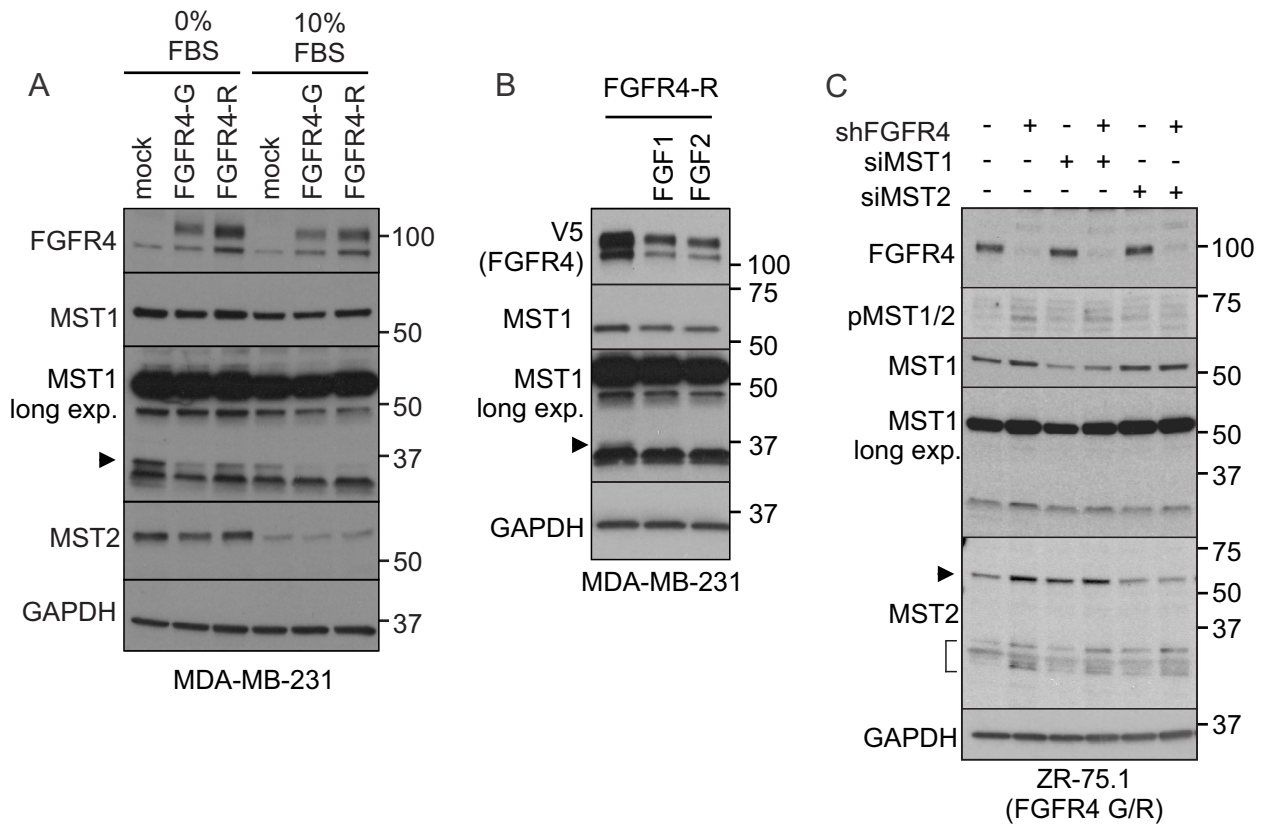 A
0% FBS
10% FBS
mock
FGFR4-G
FGFR4-R
mock
FGFR4-G
FGFR4-R
FGFR4
100
MST1
50
MST1
long exp.
50
37
MST2
50
GAPDH
37
MDA-MB-231
B
FGFR4-R
FGF1
FGF2
V5
(FGFR4)
100
75
MST1
50
MST1
long exp.
50
37
GAPDH
37
MDA-MB-231
C
shFGFR4 - + - + - +
siMST1 - - + + - -
siMST2 - - - - + +
FGFR4
100
pMST1/2
75
MST1
50
MST1
long exp.
50
37
75
50
MST2
37
GAPDH
37
ZR-75.1
(FGFR4 G/R)